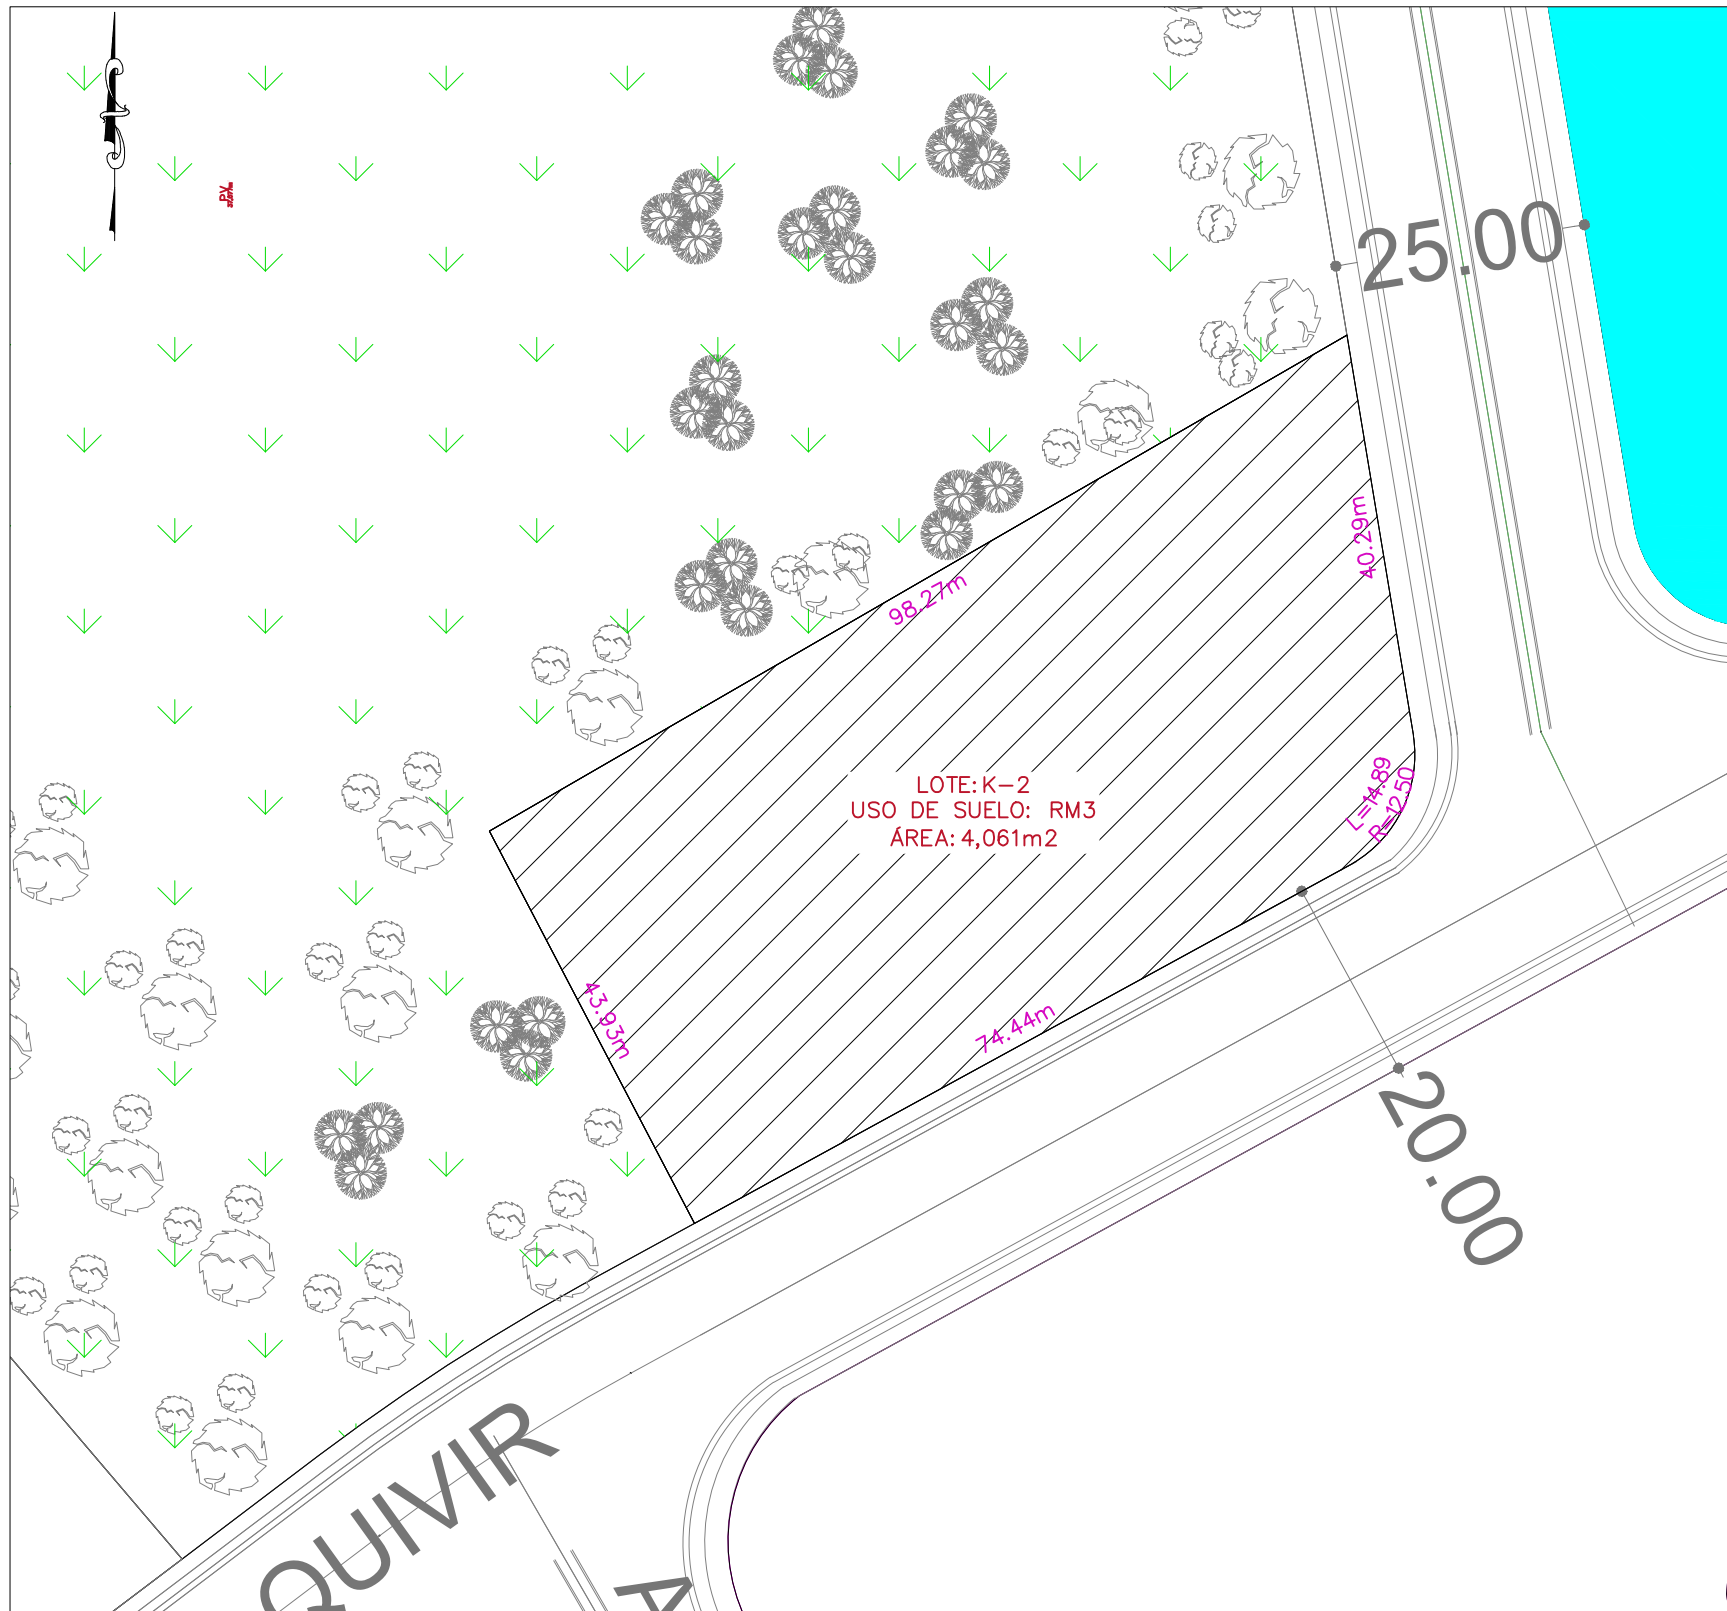 25.00
98.27m
40.29m
LOTE: K-2
USO DE SUELO: RM3
ÁREA: 4,061m2
L=14.89
R=12.50
43.93m
74.44m
20.00
QUIVIR
A